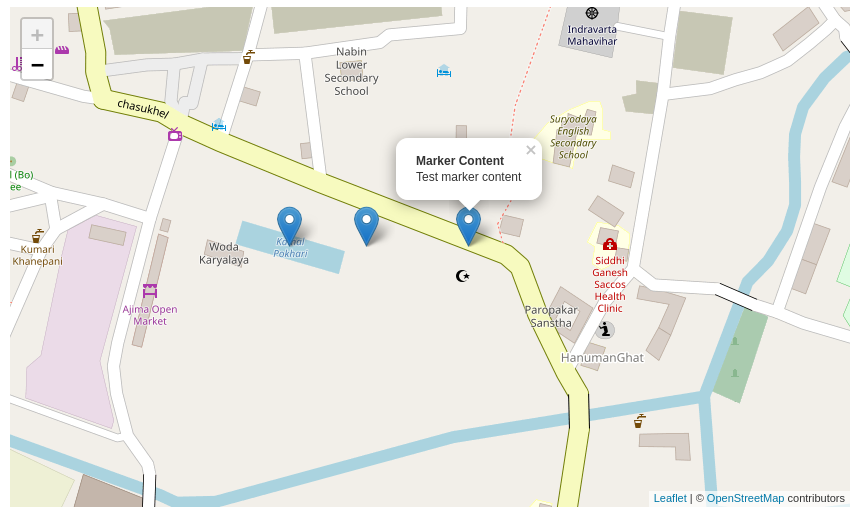 +
−
chasukhel
Nabin
Lower
Secondary
School
Indravarta
Mahavihar
Suryodaya
English
Secondary
School
×
Marker Content
Test marker content
l (Bo)
ee
Kumari
Khanepani
Woda
Karyalaya
Pokhari
Siddhi
Ganesh
Saccos
Health
Clinic
Ajima Open
Market
Paropakar
Sanstha
HanumanGhat
Leaflet | © OpenStreetMap contributors